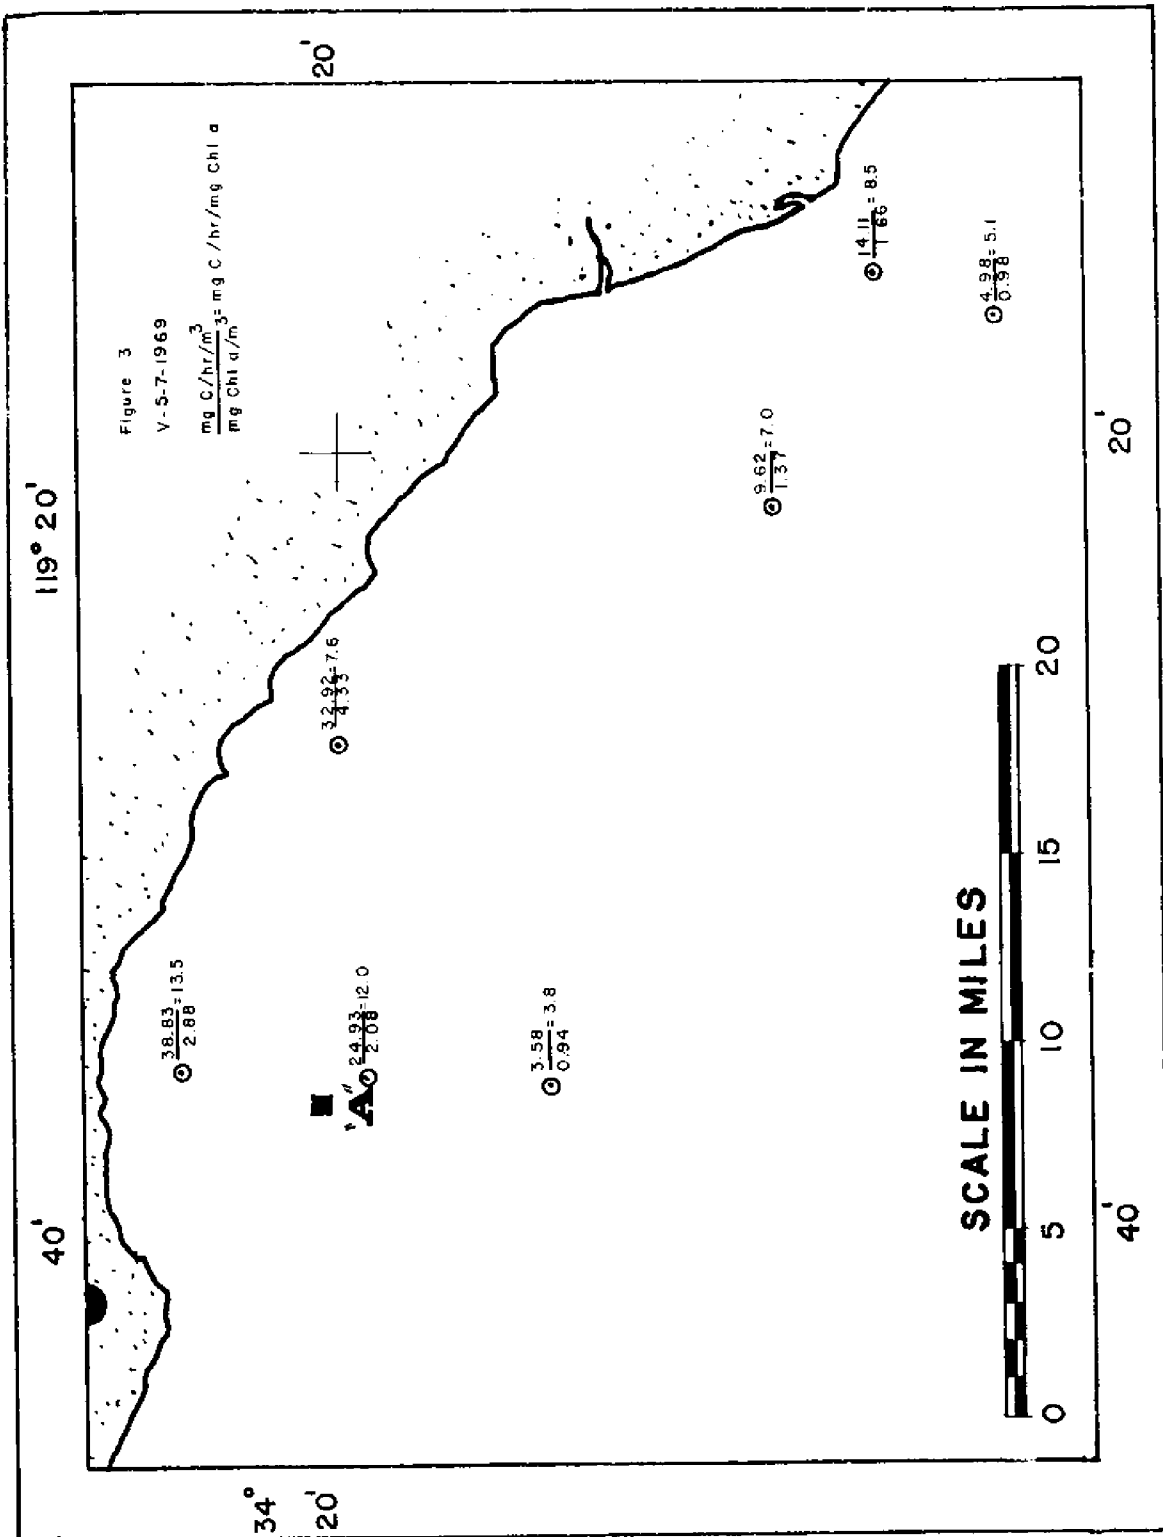 119° 20'
40'
20'
Figure 3
V-5-7-1969
mg C/hr/m³
mg Chl a/m³ = mg C/hr/mg Chl a
38.83
2.88 = 13.5
"A"
24.93
2.08 = 12.0
3.58
0.94 = 3.8
32.92
4.33 = 7.6
9.62
1.37 = 7.0
14.11
1.66 = 8.5
4.98
0.98 = 5.1
SCALE IN MILES
0 5 10 15 20
34°
20'
40'
20'